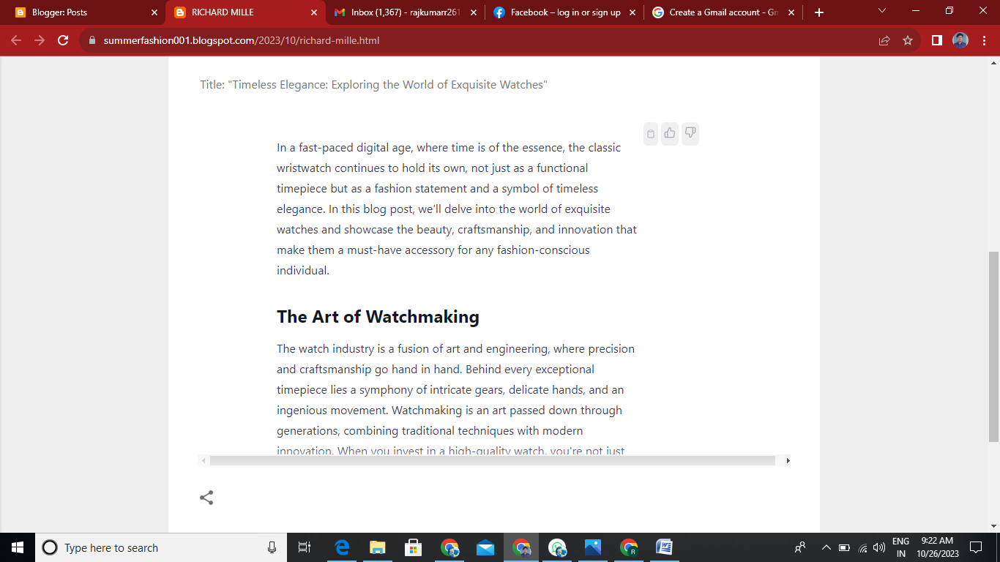 Blogger: Posts
RICHARD MILLE
Inbox (1,367) - rajkumarr261
Facebook – log in or sign up
Create a Gmail account - Gm
summerfashion001.blogspot.com/2023/10/richard-mille.html
Title: "Timeless Elegance: Exploring the World of Exquisite Watches"
In a fast-paced digital age, where time is of the essence, the classic
wristwatch continues to hold its own, not just as a functional
timepiece but as a fashion statement and a symbol of timeless
elegance. In this blog post, we'll delve into the world of exquisite
watches and showcase the beauty, craftsmanship, and innovation that
make them a must-have accessory for any fashion-conscious
individual.
The Art of Watchmaking
The watch industry is a fusion of art and engineering, where precision
and craftsmanship go hand in hand. Behind every exceptional
timepiece lies a symphony of intricate gears, delicate hands, and an
ingenious movement. Watchmaking is an art passed down through
generations, combining traditional techniques with modern
innovation. When you invest in a high-quality watch, you're not just
Type here to search
ENG
IN
9:22 AM
10/26/2023